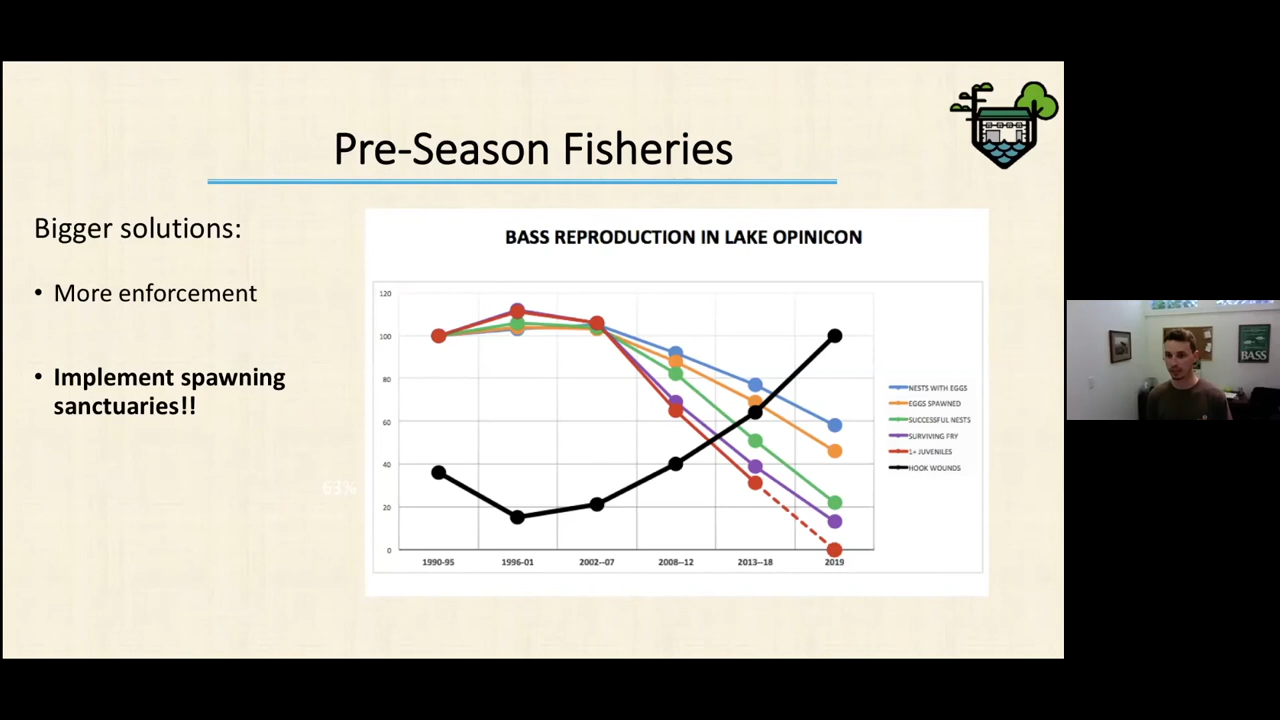 Pre-Season Fisheries
Bigger solutions:
• More enforcement
• Implement spawning
sanctuaries!!
63%
BASS REPRODUCTION IN LAKE OPINICON
120
100
80
60
40
20
0
1990-95
1996-01
2002--07
2008--12
2013--18
2019
NESTS WITH EGGS
EGGS SPAWNED
SUCCESSFUL NESTS
SURVIVING FRY
1+ JUVENILES
HOOK WOUNDS
BASS